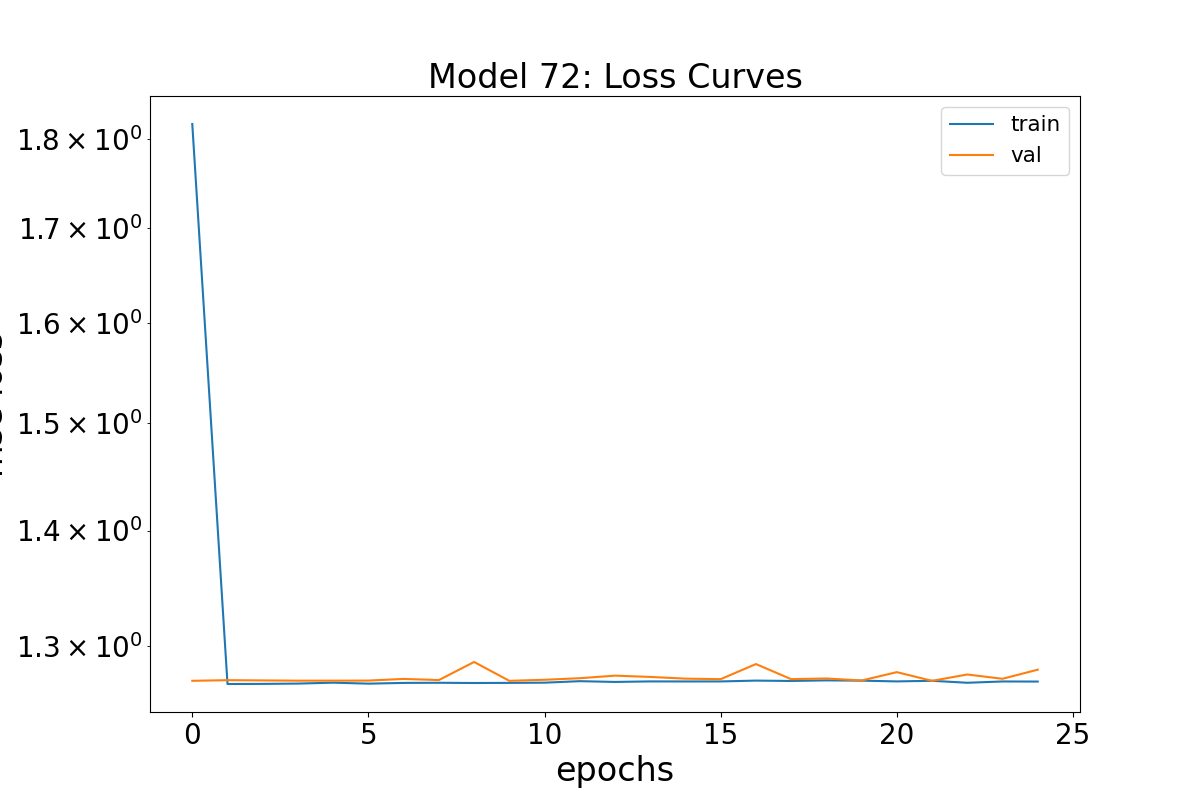 Model 72: Loss Curves
train
val
1.8 × 10⁰
1.7 × 10⁰
1.6 × 10⁰
1.5 × 10⁰
1.4 × 10⁰
1.3 × 10⁰
0 5 10 15 20 25
epochs